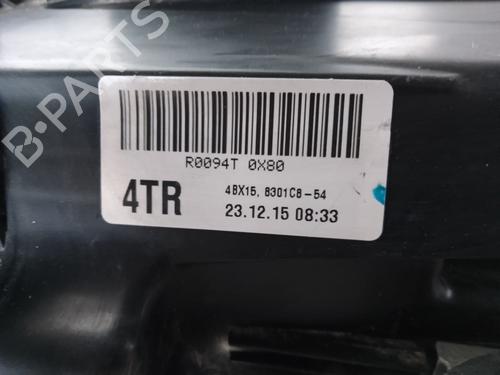 B-PARTS
R0094T 0X80
4TR
4BX15, 8301C8-54
23.12.15 08:33